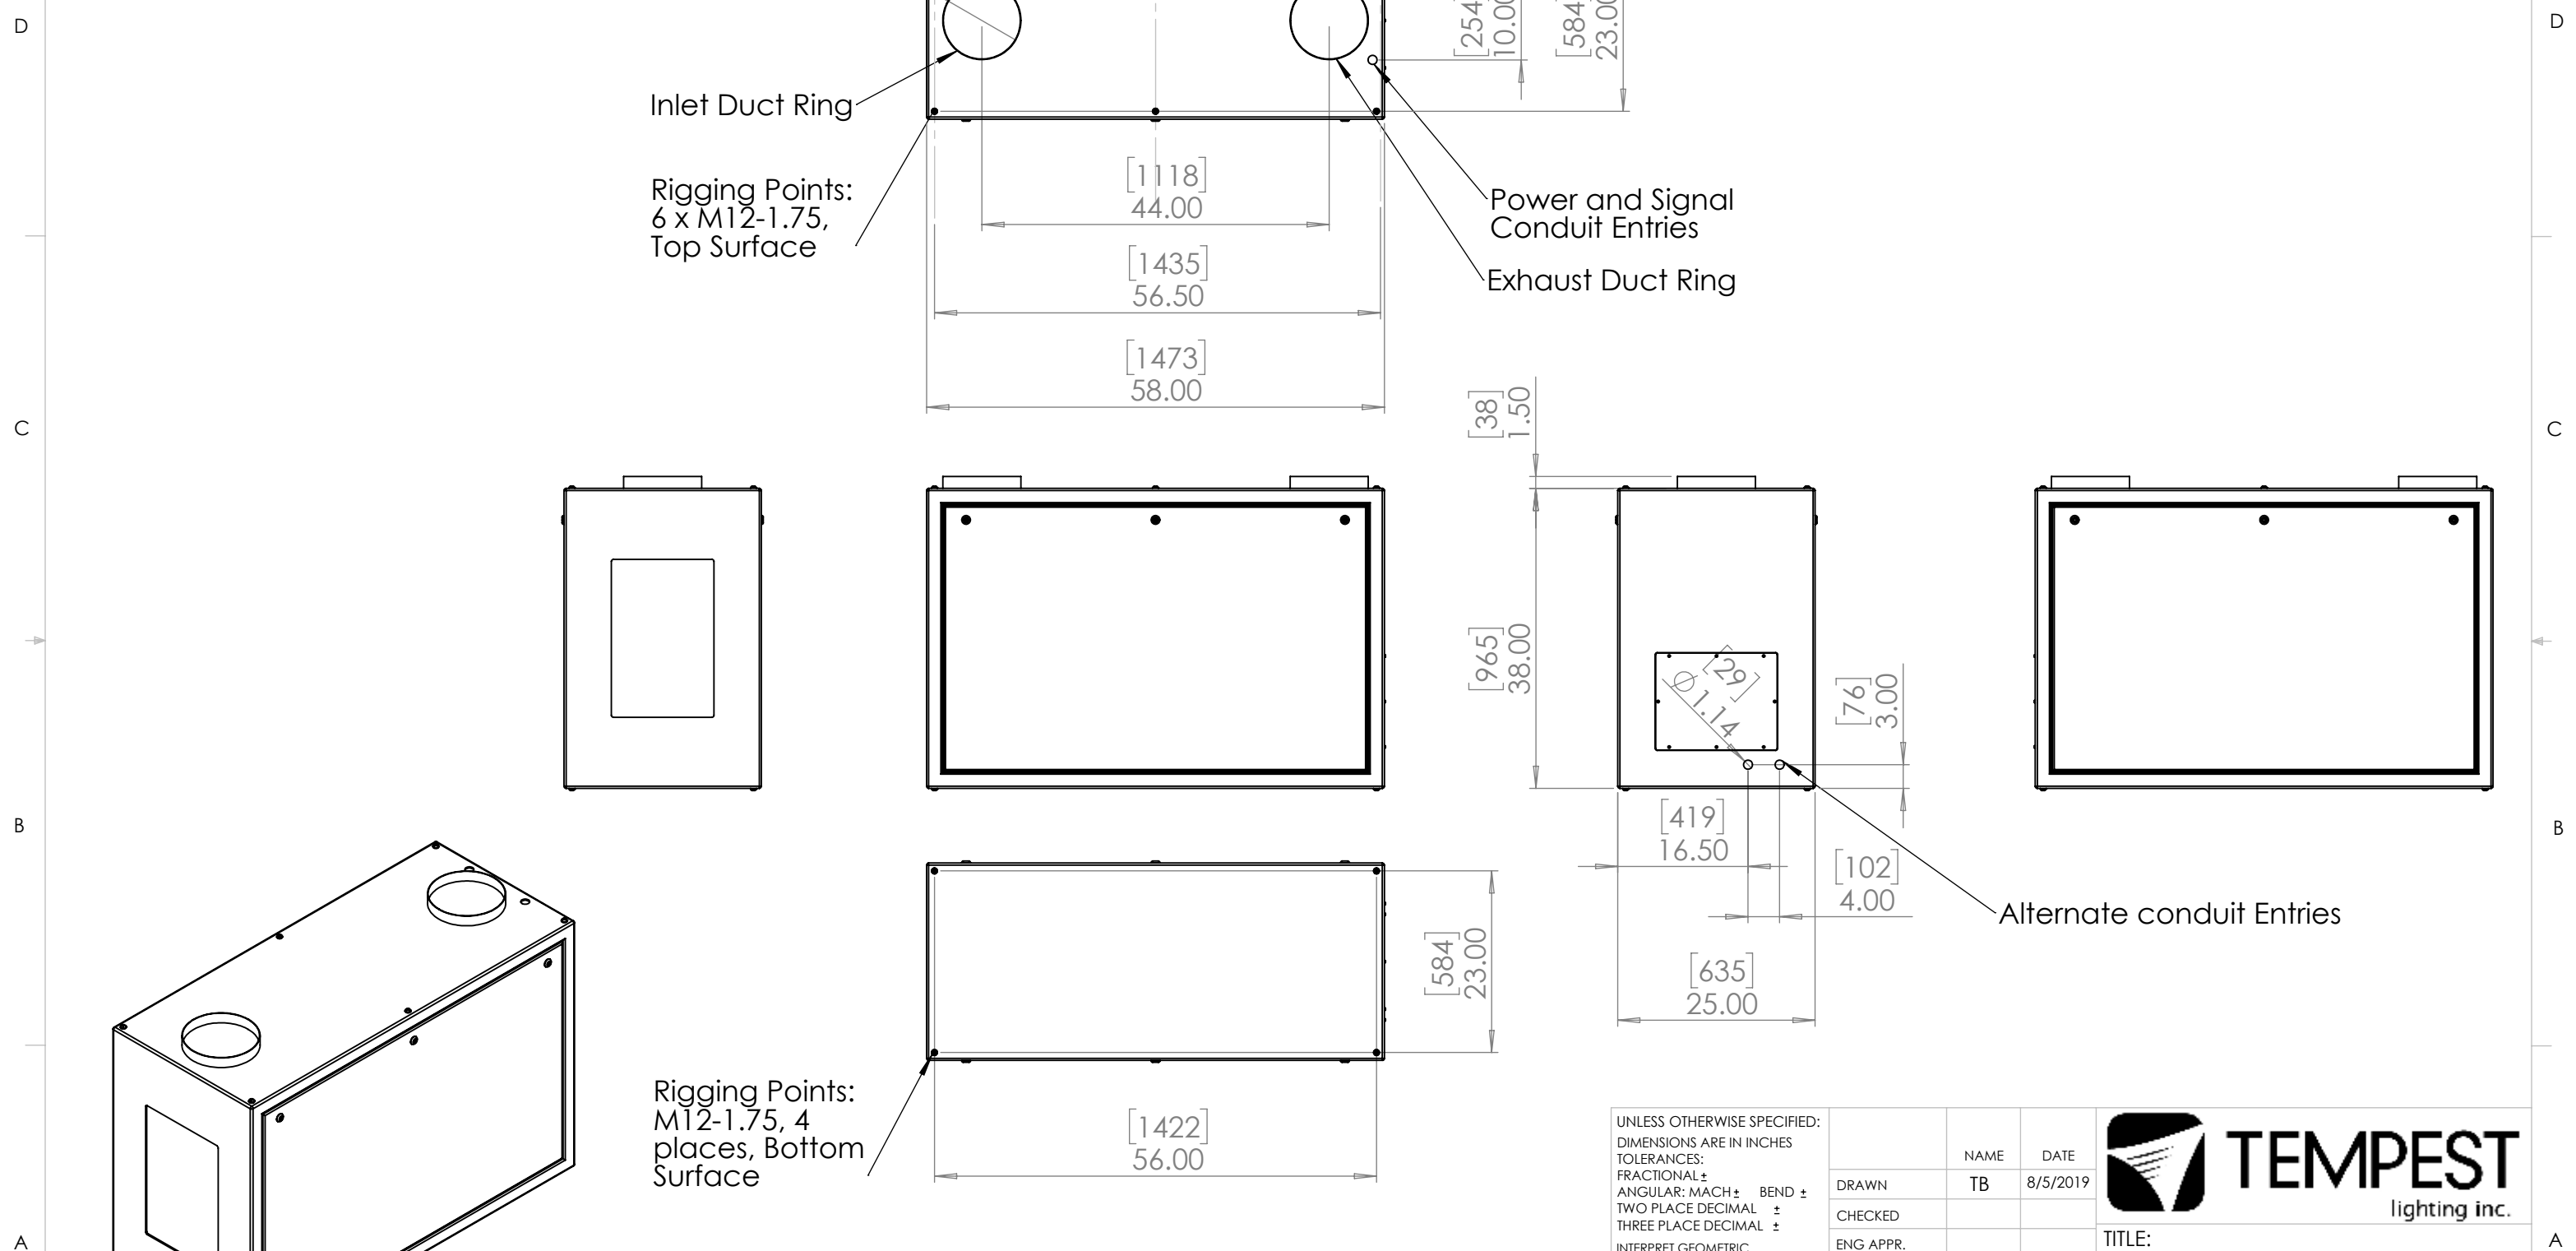 D
D
[254]
10.00
[584]
23.00
Inlet Duct Ring
Rigging Points:
6 x M12-1.75,
Top Surface
[1118]
44.00
Power and Signal
Conduit Entries
Exhaust Duct Ring
[1435]
56.50
[1473]
58.00
[38]
1.50
C
C
[965]
38.00
[29]
Ø 1.14
[76]
3.00
B
B
[419]
16.50
[102]
4.00
Alternate conduit Entries
[584]
23.00
[635]
25.00
Rigging Points:
M12-1.75, 4
places, Bottom
Surface
[1422]
56.00
UNLESS OTHERWISE SPECIFIED:
DIMENSIONS ARE IN INCHES
TOLERANCES:
FRACTIONAL ±
ANGULAR: MACH ± BEND ±
TWO PLACE DECIMAL ±
THREE PLACE DECIMAL ±
INTERPRET GEOMETRIC
NAME DATE
DRAWN TB 8/5/2019
CHECKED
ENG APPR.
TEMPEST
lighting inc.
TITLE:
A
A